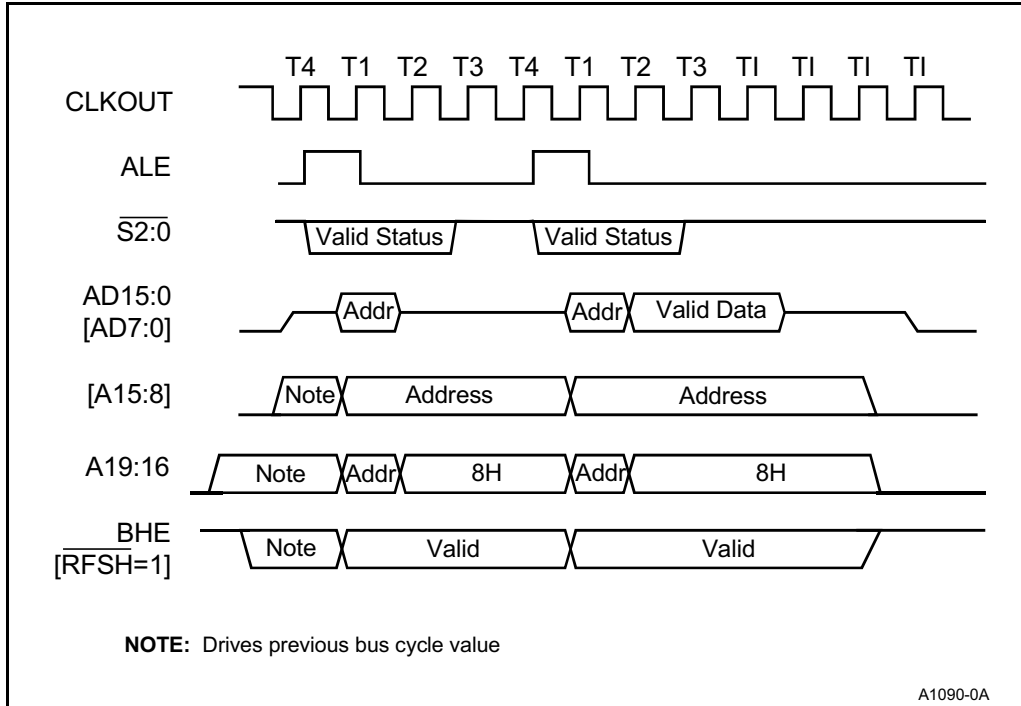 T4 T1 T2 T3 T4 T1 T2 T3 TI TI TI TI
CLKOUT
ALE
S2:0
Valid Status Valid Status
AD15:0
[AD7:0]
Addr Addr Valid Data
[A15:8]
Note Address Address
A19:16
Note Addr 8H Addr 8H
BHE
[RFSH=1]
Note Valid Valid
NOTE: Drives previous bus cycle value
A1090-0A